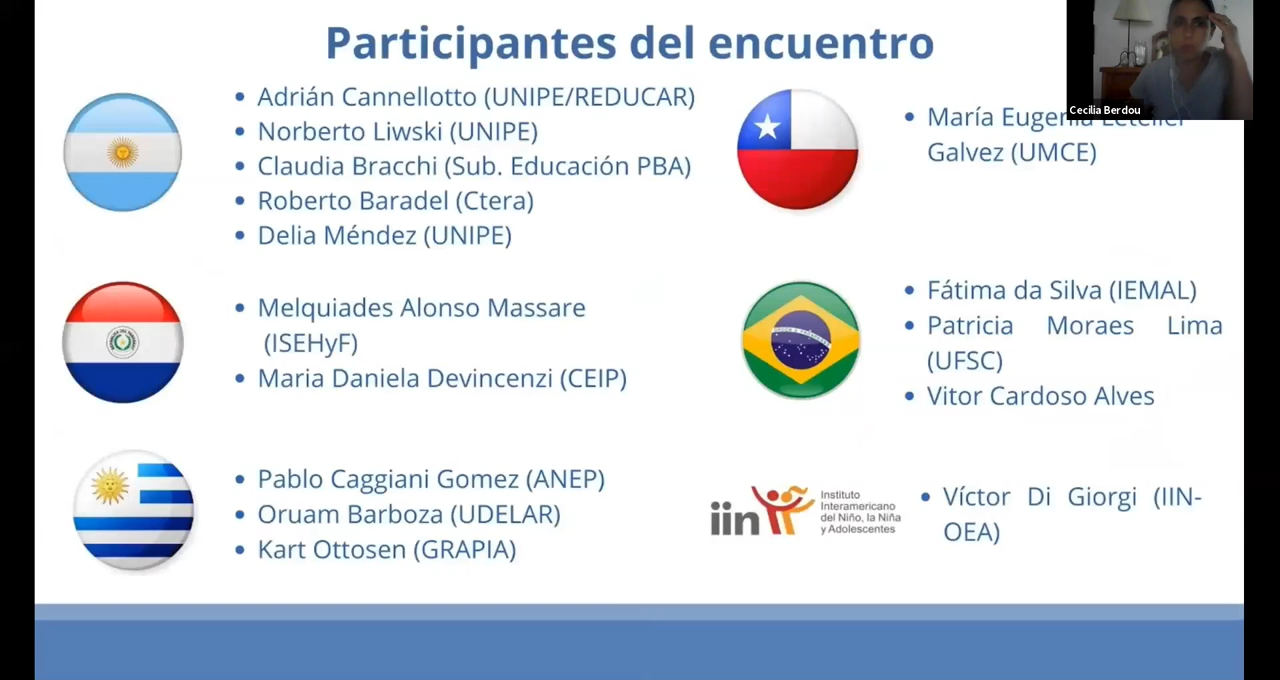 Participantes del encuentro
Adrián Cannellotto (UNIPE/REDUCAR)
Norberto Liwski (UNIPE)
Claudia Bracchi (Sub. Educación PBA)
Roberto Baradel (Ctera)
Delia Méndez (UNIPE)
Cecilia Berdou
María Eugenia Letelier
Galvez (UMCE)
Melquiades Alonso Massare
(ISEHyF)
Maria Daniela Devincenzi (CEIP)
Fátima da Silva (IEMAL)
Patricia Moraes Lima
(UFSC)
Vitor Cardoso Alves
Pablo Caggiani Gomez (ANEP)
Oruam Barboza (UDELAR)
Kart Ottosen (GRAPIA)
iin
Instituto
Interamericano
del Niño, la Niña
y Adolescentes
Víctor Di Giorgi (IIN-
OEA)